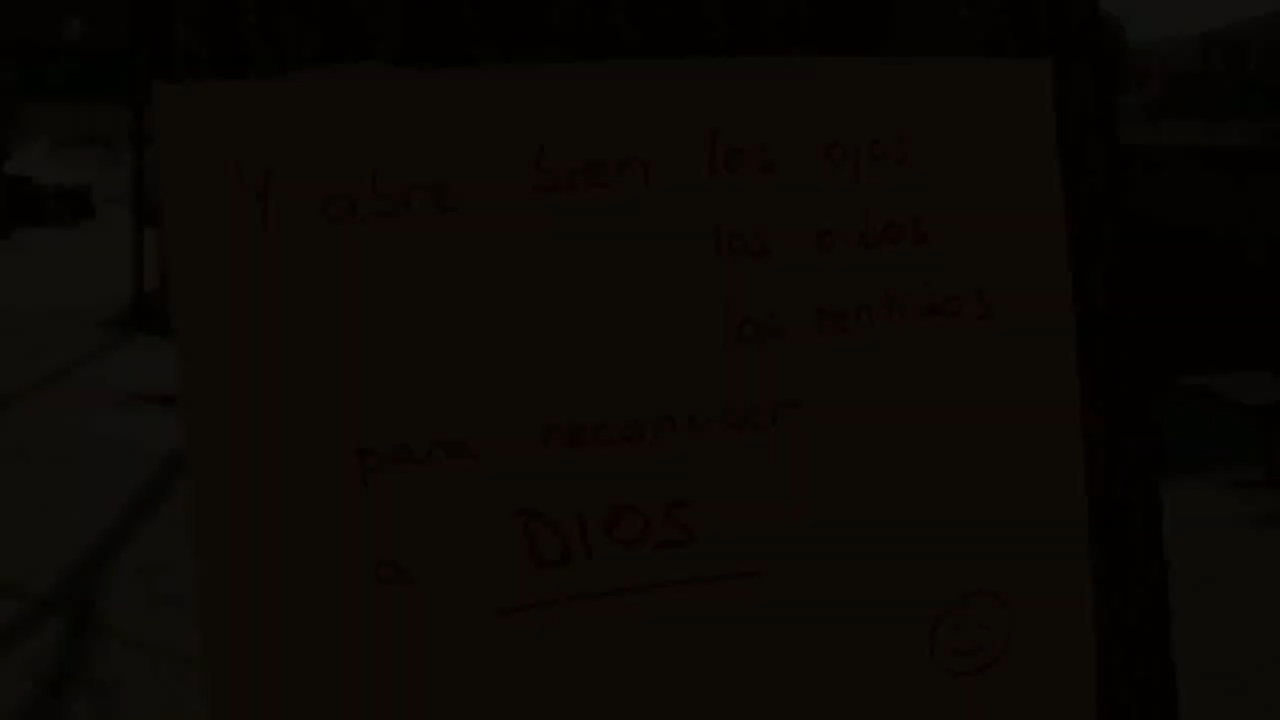 Y abre bien los ojos
los oidos
los sentidos
para reconocer
a DIOS